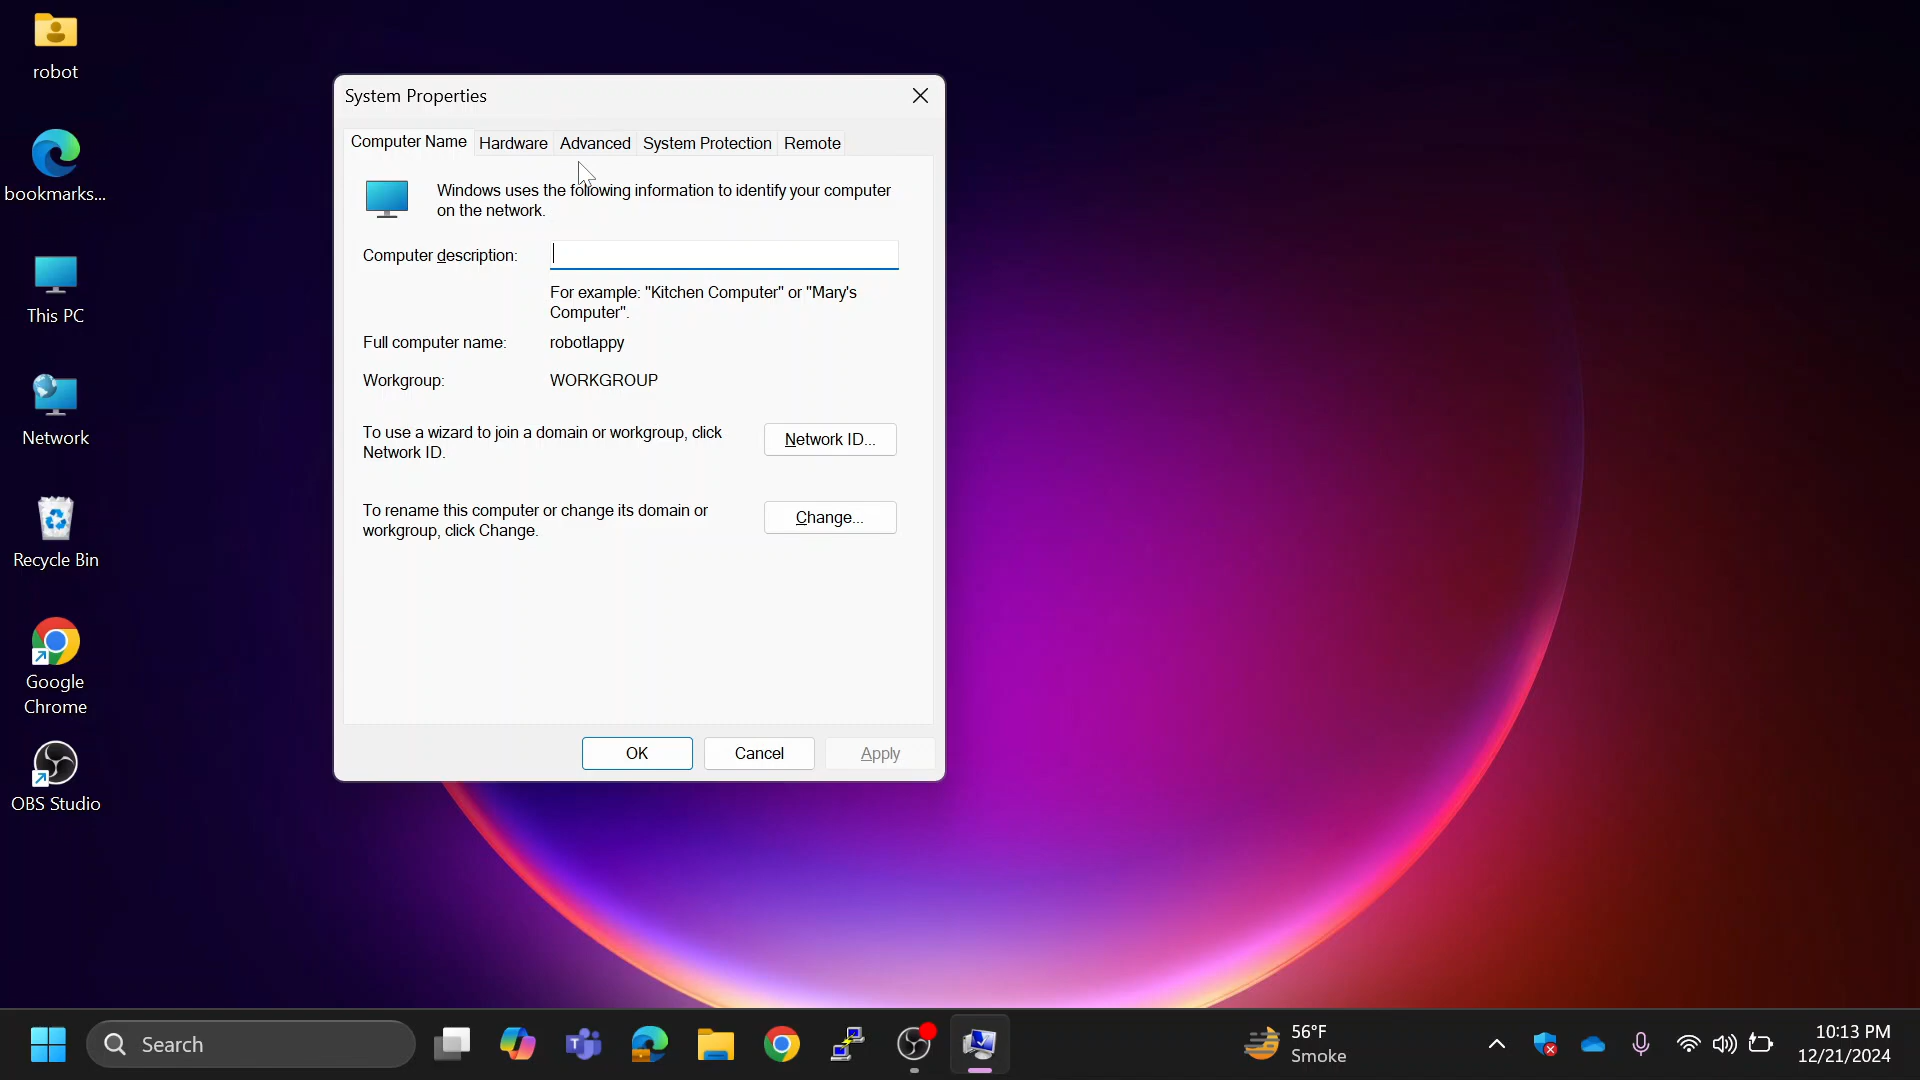 robot
bookmarks...
This PC
Network
Recycle Bin
Google
Chrome
OBS Studio
System Properties
Computer Name
Hardware
Advanced
System Protection
Remote
Windows uses the following information to identify your computer
on the network.
Computer description:
For example: "Kitchen Computer" or "Mary's
Computer".
Full computer name:
robotlappy
Workgroup:
WORKGROUP
To use a wizard to join a domain or workgroup, click
Network ID.
Network ID...
To rename this computer or change its domain or
workgroup, click Change.
Change...
OK
Cancel
Apply
Search
56°F
Smoke
10:13 PM
12/21/2024